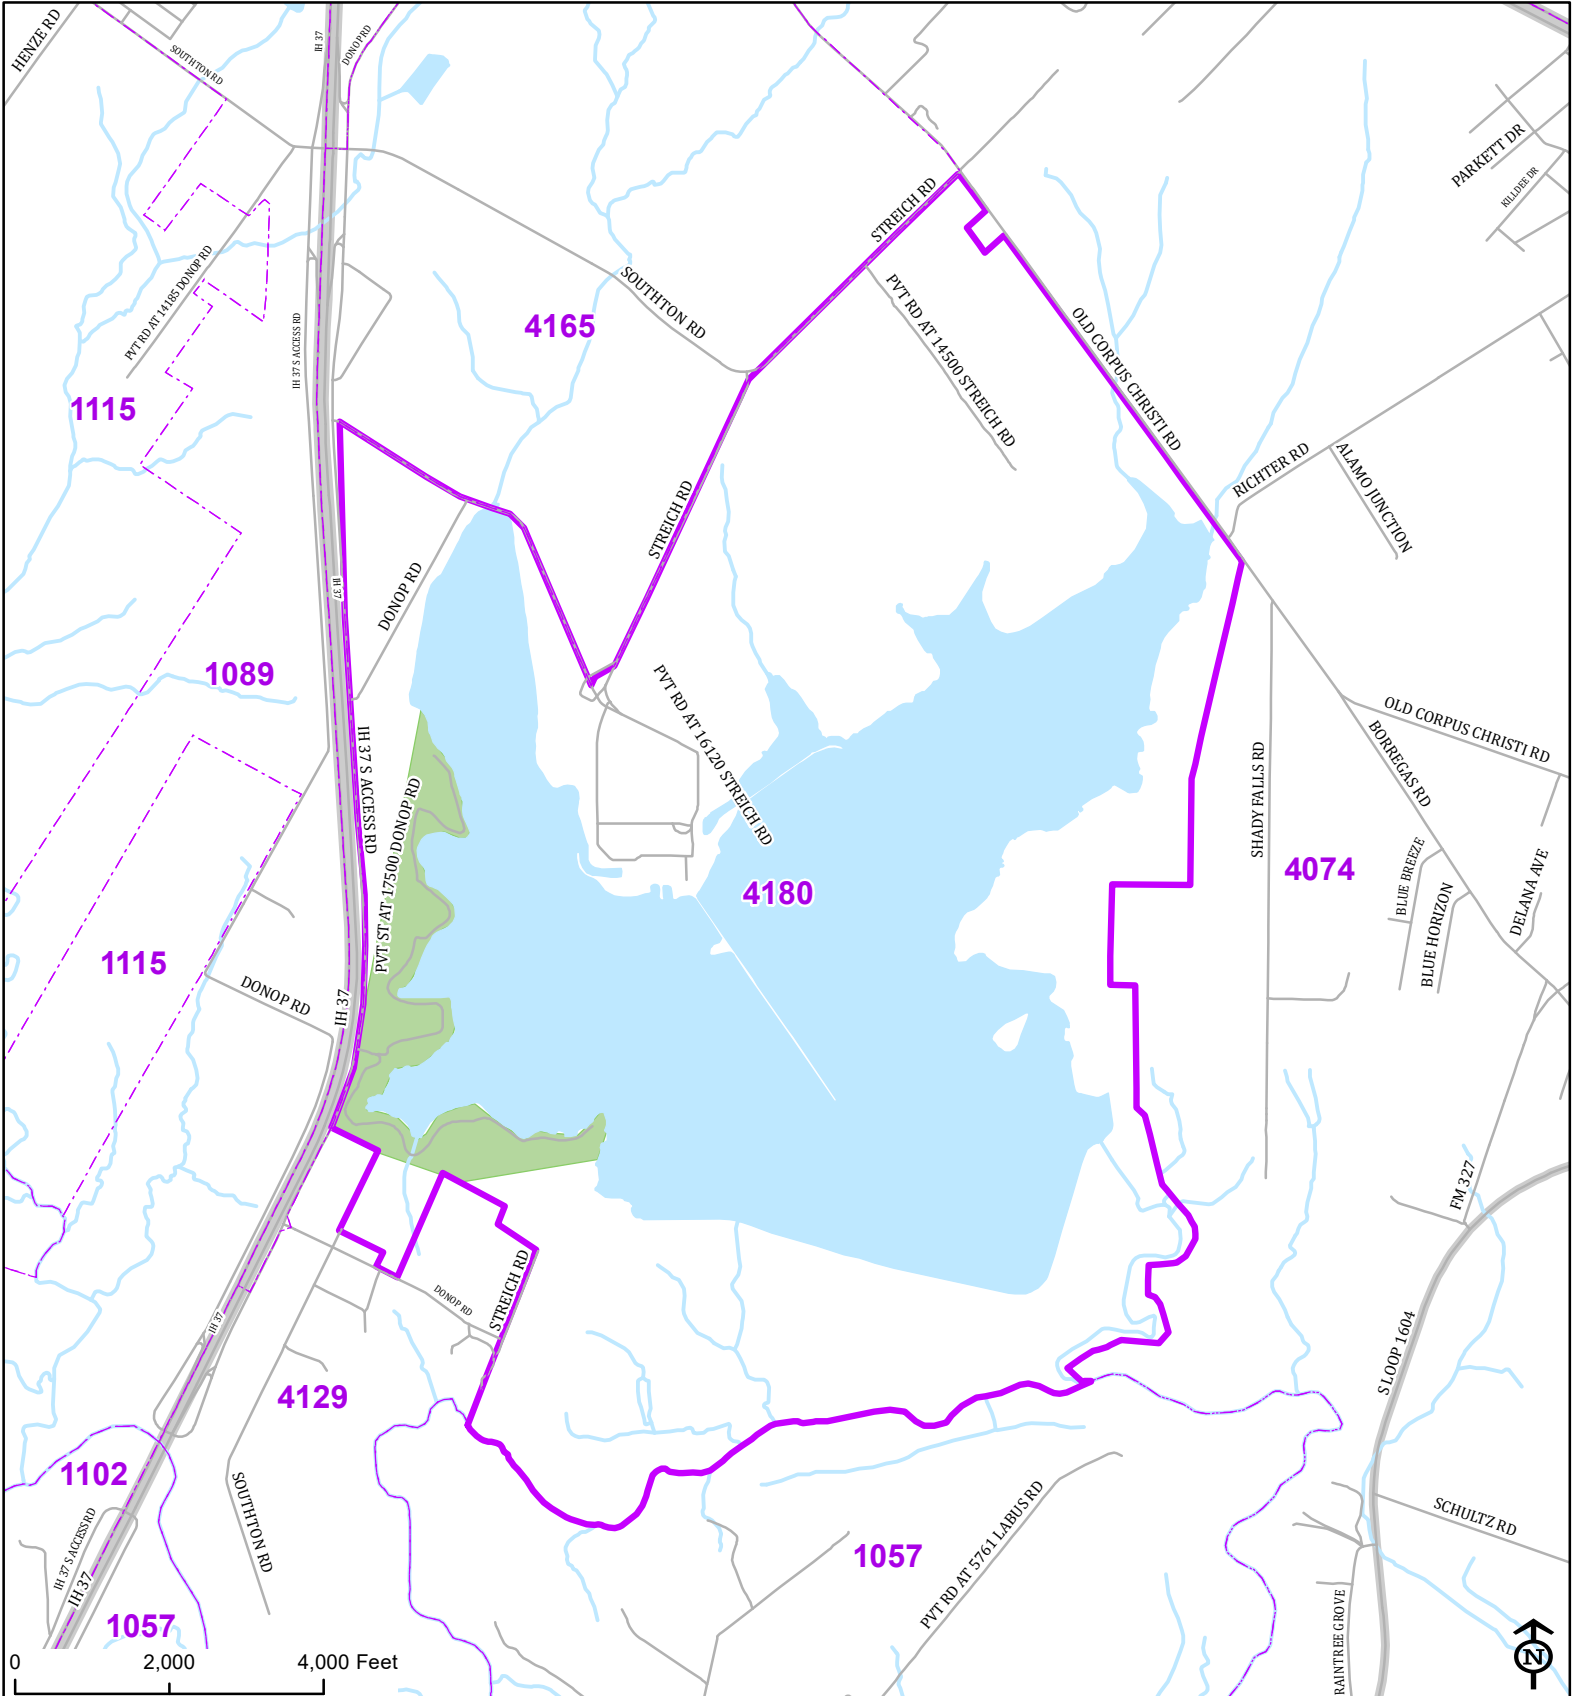 HENZE RD
SOUTHTON RD
IH 37
DONOP RD
PARKETT DR
KILLDEE DR
STREICH RD
PVT RD AT 14185 DONOP RD
SOUTHTON RD
PVT RD AT 14500 STREICH RD
4165
IH 37 S ACCESS RD
OLD CORPUS CHRISTI RD
1115
RICHTER RD
ALAMO JUNCTION
STREICH RD
IH 37
DONOP RD
1089
PVT RD AT 16120 STREICH RD
OLD CORPUS CHRISTI RD
BORREGAS RD
IH 37 S ACCESS RD
SHADY FALLS RD
PVT ST AT 17500 DONOP RD
4180
4074
BLUE BREEZE
DELANA AVE
BLUE HORIZON
1115
DONOP RD
IH 37
FM 327
STREICH RD
DONOP RD
IH 37
S LOOP 1604
4129
1102
SOUTHTON RD
IH 37 S ACCESS RD
SCHULTZ RD
PVT RD AT 5761 LABUS RD
1057
IH 37
1057
RAINTREE GROVE
0 2,000 4,000 Feet
N